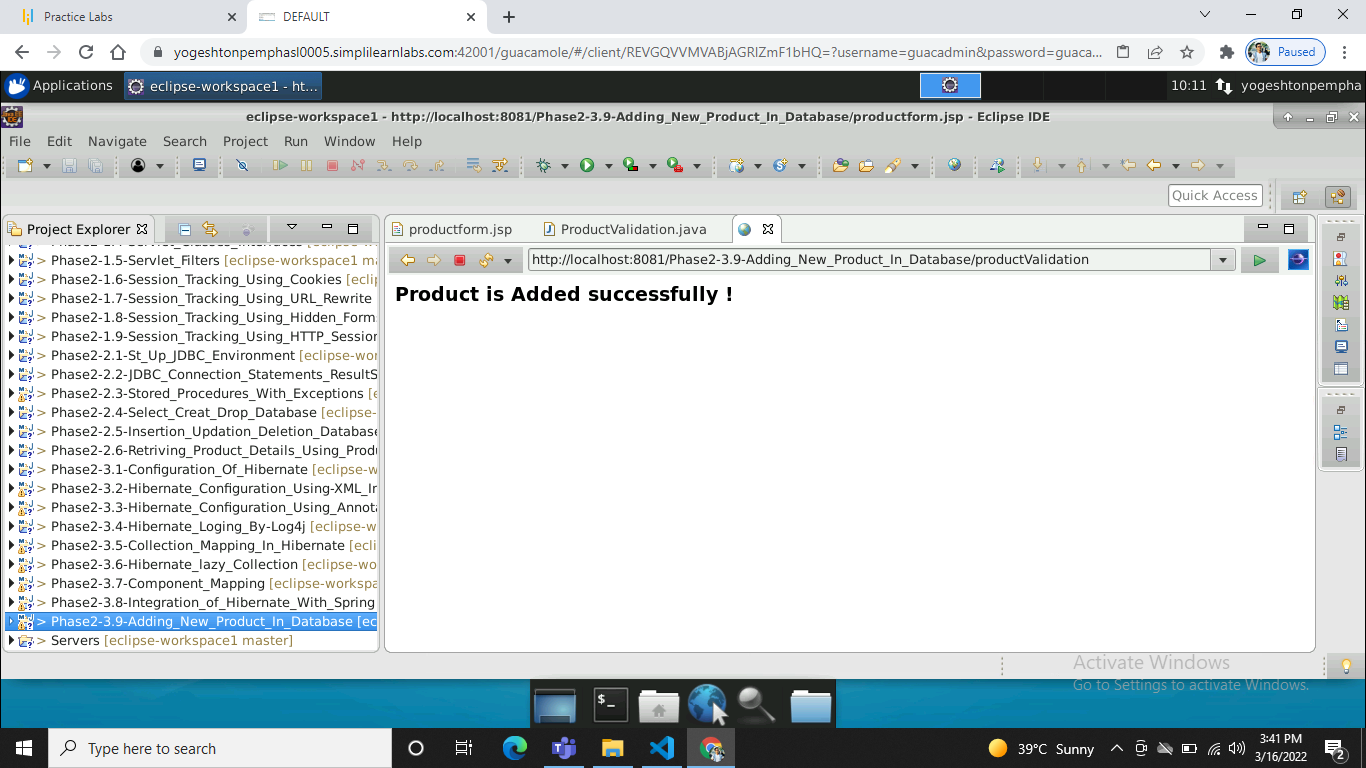 Practice Labs
DEFAULT
yogeshtonpemphasl0005.simplilearnlabs.com:42001/guacamole/#/client/REVGQVVMVABjAGRlZmF1bHQ=?username=guacadmin&password=guaca...
Paused
Applications
eclipse-workspace1 - ht...
10:11
yogeshtonpempha
eclipse-workspace1 - http://localhost:8081/Phase2-3.9-Adding_New_Product_In_Database/productform.jsp - Eclipse IDE
File Edit Navigate Search Project Run Window Help
Quick Access
Project Explorer
productform.jsp
ProductValidation.java
http://localhost:8081/Phase2-3.9-Adding_New_Product_In_Database/productValidation
Product is Added successfully !
> Phase2-1.5-Servlet_Filters [eclipse-workspace1 ma
> Phase2-1.6-Session_Tracking_Using_Cookies [ecli
> Phase2-1.7-Session_Tracking_Using_URL_Rewrite
> Phase2-1.8-Session_Tracking_Using_Hidden_Form
> Phase2-1.9-Session_Tracking_Using_HTTP_Session
> Phase2-2.1-St_Up_JDBC_Environment [eclipse-wor
> Phase2-2.2-JDBC_Connection_Statements_ResultS
> Phase2-2.3-Stored_Procedures_With_Exceptions [e
> Phase2-2.4-Select_Creat_Drop_Database [eclipse-
> Phase2-2.5-Insertion_Updation_Deletion_Database
> Phase2-2.6-Retriving_Product_Details_Using_Prod
> Phase2-3.1-Configuration_Of_Hibernate [eclipse-w
> Phase2-3.2-Hibernate_Configuration_Using-XML_In
> Phase2-3.3-Hibernate_Configuration_Using_Annota
> Phase2-3.4-Hibernate_Loging_By-Log4j [eclipse-w
> Phase2-3.5-Collection_Mapping_In_Hibernate [ecli
> Phase2-3.6-Hibernate_lazy_Collection [eclipse-wo
> Phase2-3.7-Component_Mapping [eclipse-workspa
> Phase2-3.8-Integration_of_Hibernate_With_Spring
> Phase2-3.9-Adding_New_Product_In_Database [ec
> Servers [eclipse-workspace1 master]
Activate Windows
Go to Settings to activate Windows.
Type here to search
39°C Sunny
3:41 PM
3/16/2022
2